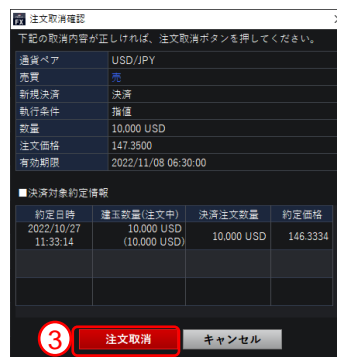 FX 注文取消確認
下記の取消内容が正しければ、注文取消ボタンを押してください。
通貨ペア USD/JPY
売買 売
新規決済 決済
執行条件 指値
数量 10,000 USD
注文価格 147.3500
有効期限 2022/11/08 06:30:00
■決済対象約定情報
約定日時 建玉数量(注文中) 決済注文数量 約定価格
2022/10/27 11:33:14 10,000 USD (10,000 USD) 10,000 USD 146.3334
③ 注文取消 キャンセル